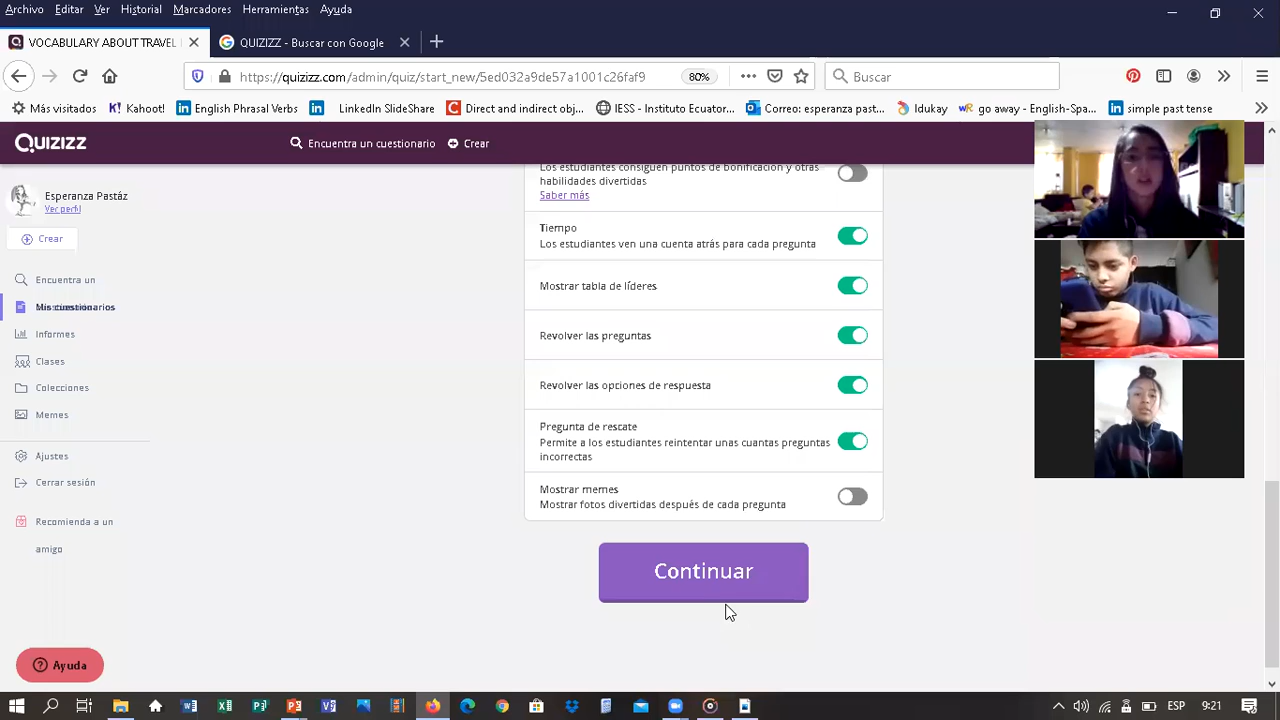 Archivo Editar Ver Historial Marcadores Herramientas Ayuda
VOCABULARY ABOUT TRAVEL
QUIZIZZ - Buscar con Google
https://quizizz.com/admin/quiz/start_new/5ed032a9de57a1001c26faf9
80%
Buscar
Más visitados
Kahoot!
English Phrasal Verbs
LinkedIn SlideShare
Direct and indirect obj...
IESS - Instituto Ecuator...
Correo: esperanza past...
Idukay
go away - English-Spa...
simple past tense
Quizizz
Encuentra un cuestionario
Crear
Esperanza Pastáz
Ver perfil
Crear
Encuentra un
Mis cuestionarios
Informes
Clases
Colecciones
Memes
Ajustes
Cerrar sesión
Recomienda a un
amigo
Ayuda
Los estudiantes consiguen puntos de bonificación y otras
habilidades divertidas
Saber más
Tiempo
Los estudiantes ven una cuenta atrás para cada pregunta
Mostrar tabla de líderes
Revolver las preguntas
Revolver las opciones de respuesta
Pregunta de rescate
Permite a los estudiantes reintentar unas cuantas preguntas
incorrectas
Mostrar memes
Mostrar fotos divertidas después de cada pregunta
Continuar
ESP
9:21